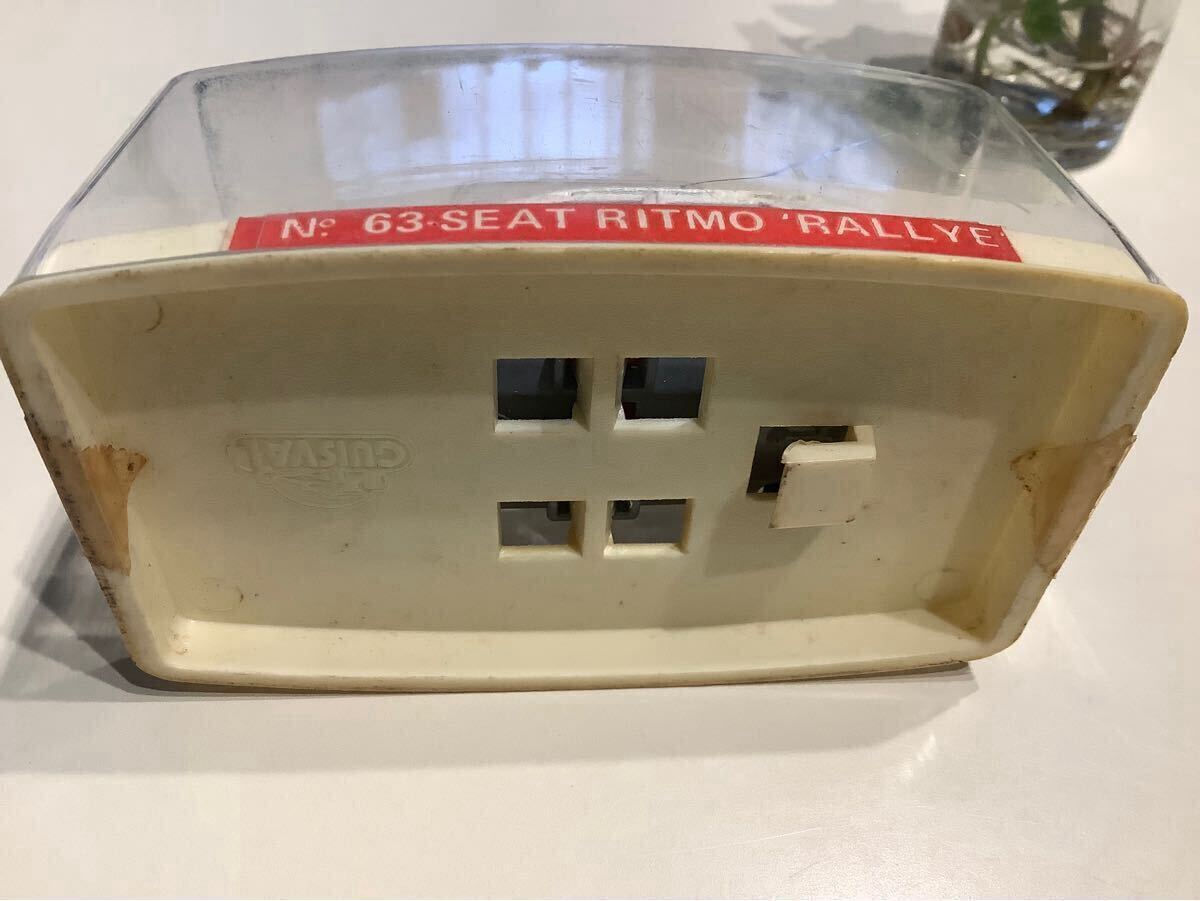 Nº 63·SEAT RITMO 'RALLYE'
GUISVAL